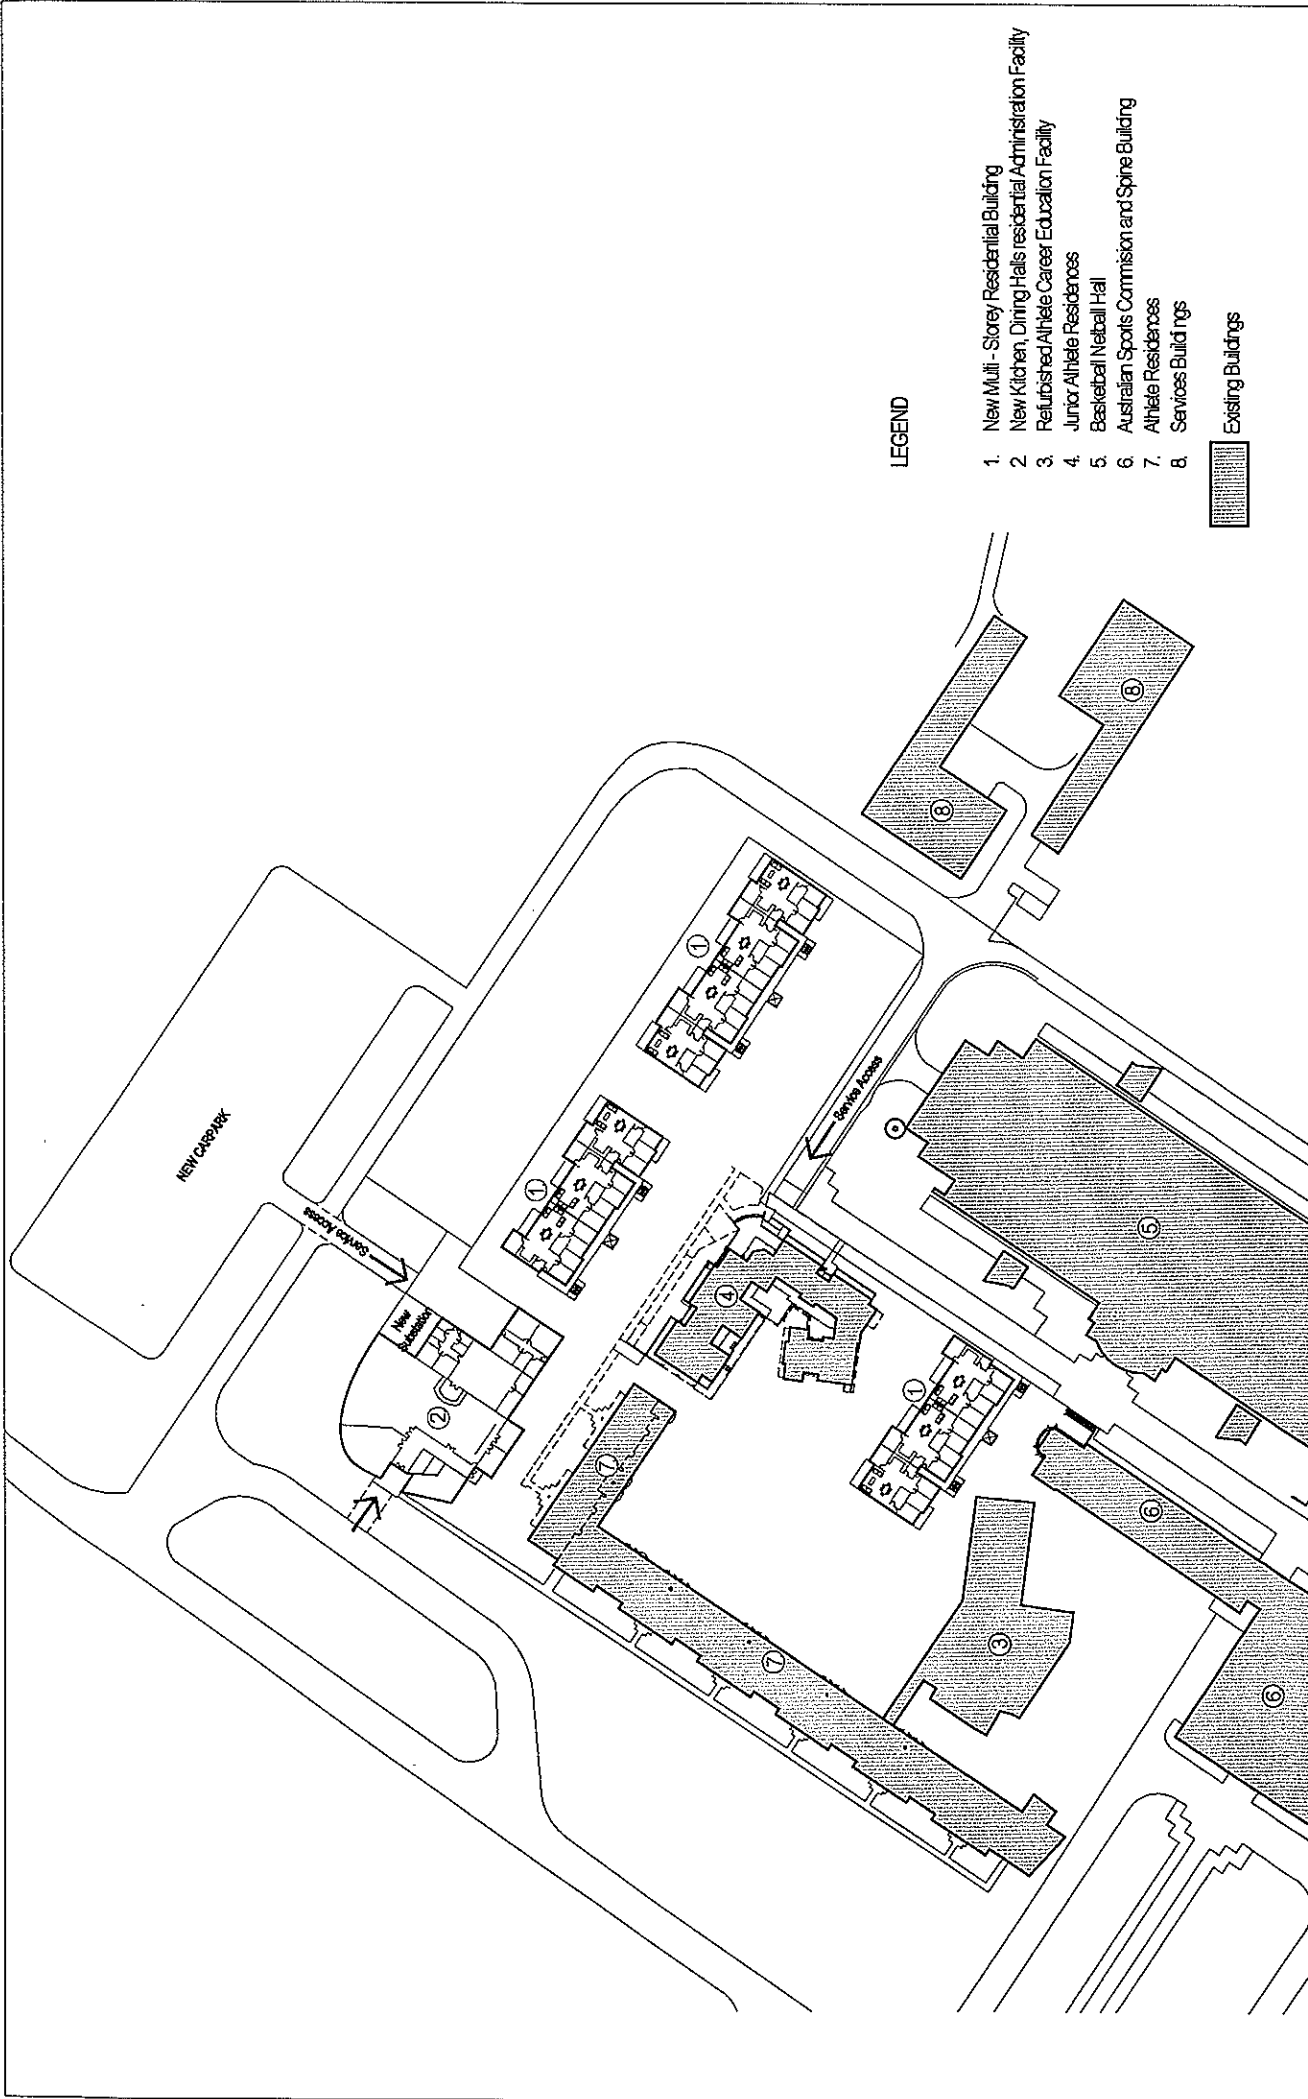 NEW CARPARK
Service Access
New
Substation
2
1
1
Service Access
4
1
7
7
3
5
6
6
8
8
LEGEND
1. New Multi - Storey Residential Building
2 New Kitchen, Dining Halls residential Administration Facility
3. Refurbished Athlete Career Education Facility
4. Junior Athlete Residences
5. Basketball Netball Hall
6. Australian Sports Commision and Spine Building
7. Athlete Residences
8. Services Buildings
Existing Buildings